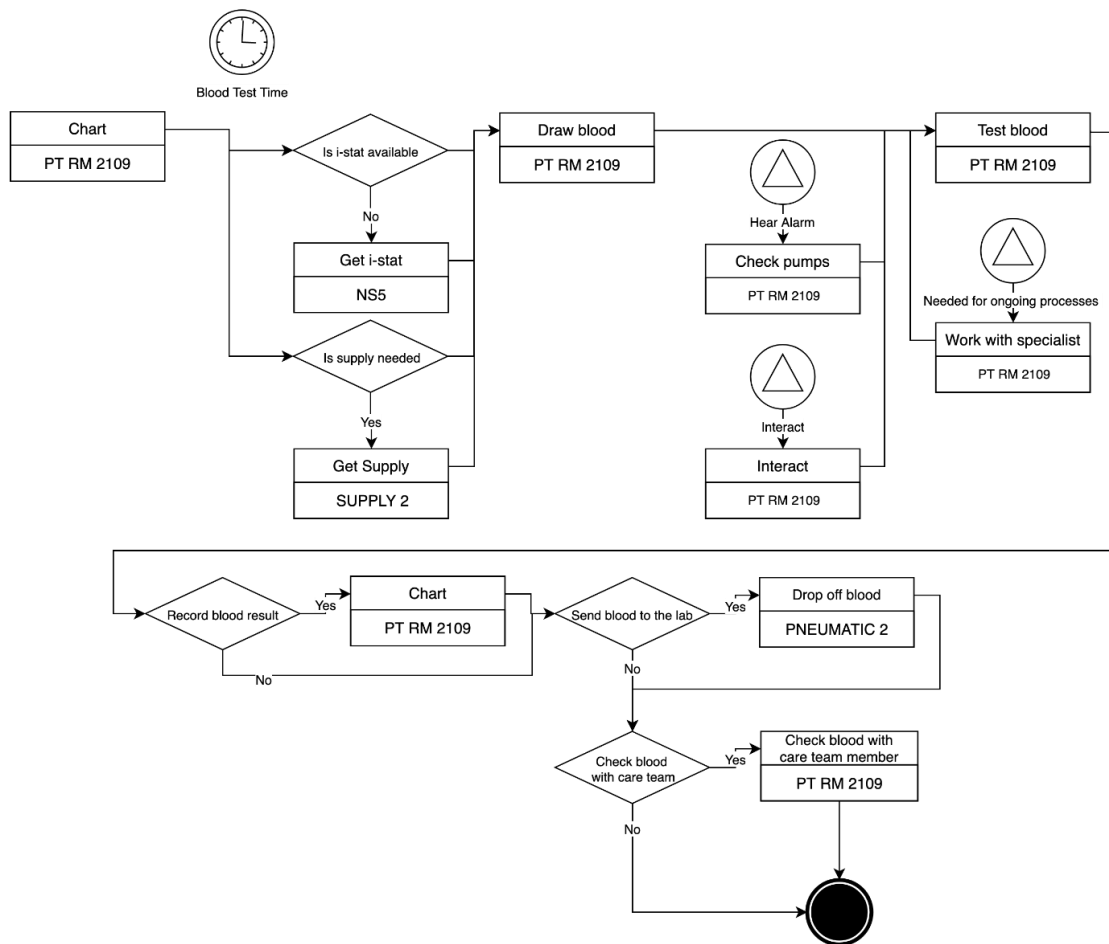 Blood Test Time
Chart
PT RM 2109
Is i-stat available
No
Get i-stat
NS5
Is supply needed
Yes
Get Supply
SUPPLY 2
Draw blood
PT RM 2109
Hear Alarm
Check pumps
PT RM 2109
Interact
Interact
PT RM 2109
Test blood
PT RM 2109
Needed for ongoing processes
Work with specialist
PT RM 2109
Record blood result
Yes
No
Chart
PT RM 2109
Send blood to the lab
Yes
No
Drop off blood
PNEUMATIC 2
Check blood
with care team
Yes
No
Check blood with
care team member
PT RM 2109